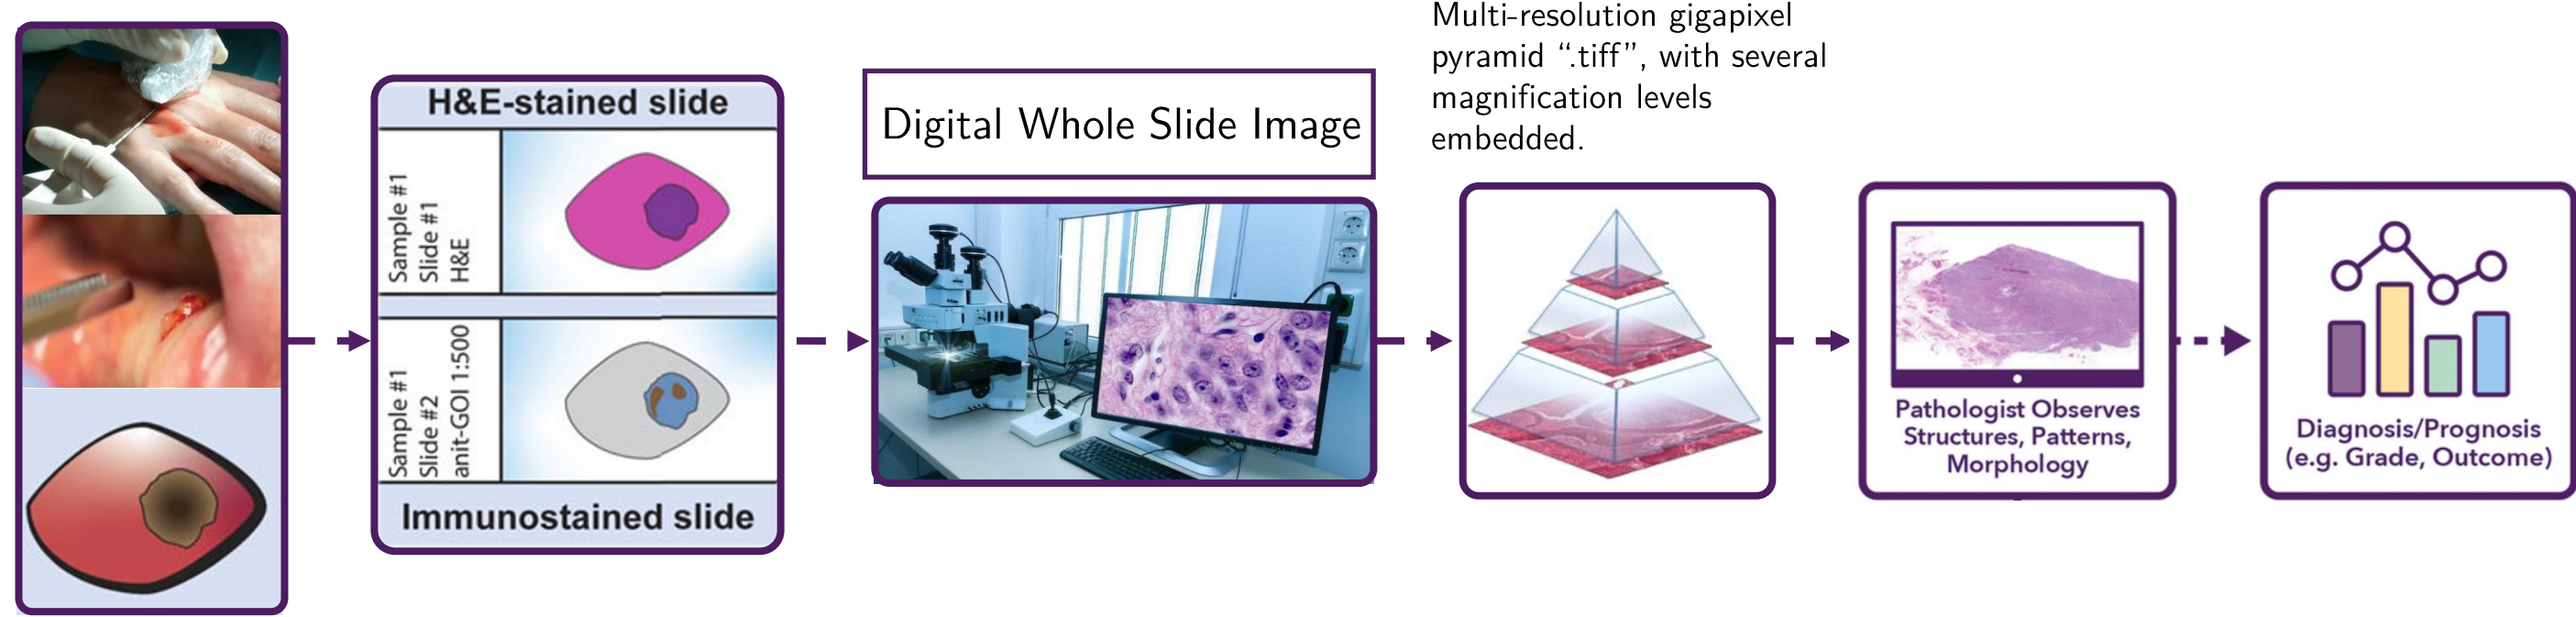 H&E-stained slide
Sample #1
Slide #1
H&E
Sample #1
Slide #2
anit-GOI 1:500
Immunostained slide
Digital Whole Slide Image
Multi-resolution gigapixel
pyramid “.tiff”, with several
magnification levels
embedded.
Pathologist Observes
Structures, Patterns,
Morphology
Diagnosis/Prognosis
(e.g. Grade, Outcome)